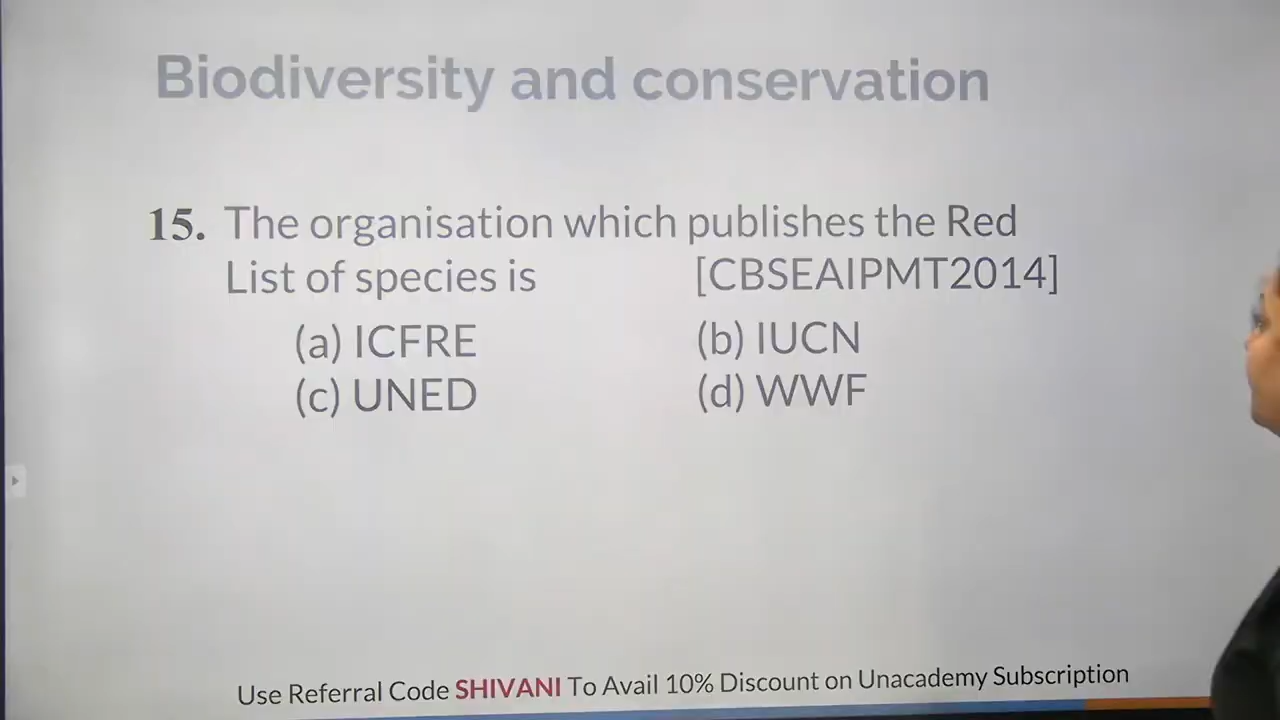 Biodiversity and conservation
15. The organisation which publishes the Red
List of species is [CBSEAIPMT2014]
(a) ICFRE (b) IUCN
(c) UNED (d) WWF
Use Referral Code SHIVANI To Avail 10% Discount on Unacademy Subscription